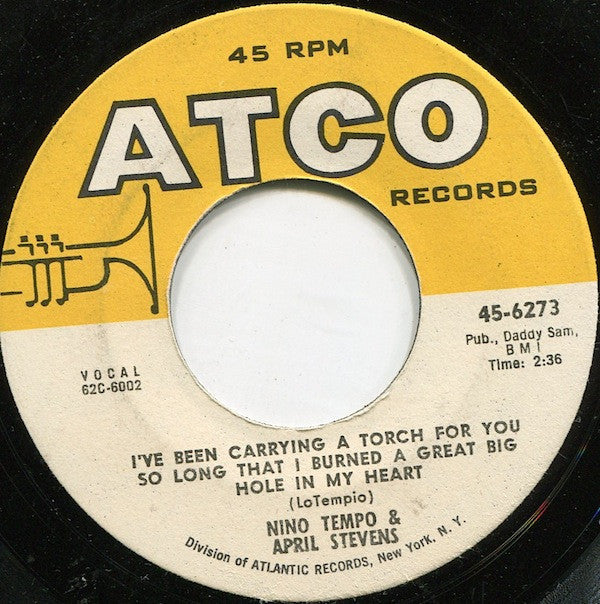 45 RPM
ATCO
RECORDS
45-6273
Pub., Daddy Sam,
B M I
Time: 2:36
VOCAL
62C-6002
I'VE BEEN CARRYING A TORCH FOR YOU
SO LONG THAT I BURNED A GREAT BIG
HOLE IN MY HEART
(LoTempio)
NINO TEMPO &
APRIL STEVENS
Division of ATLANTIC RECORDS, New York, N. Y.